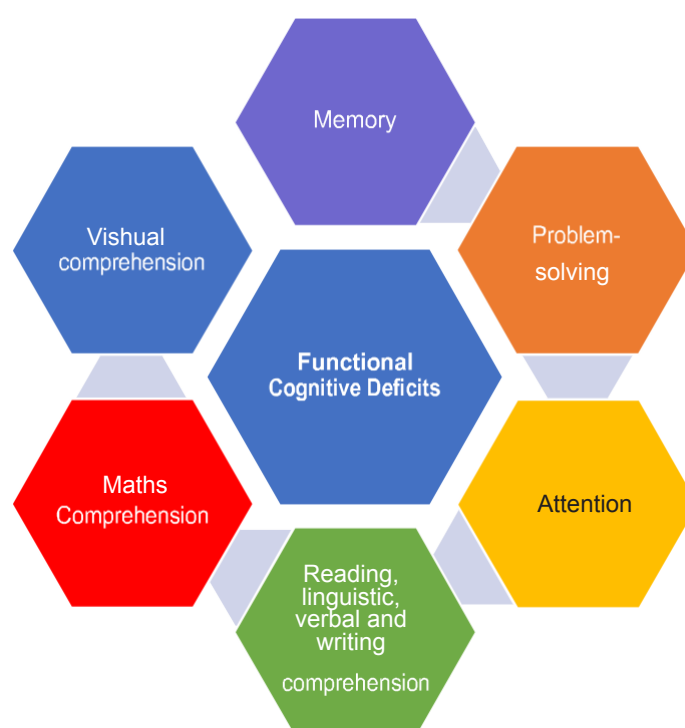 Memory
Problem-
solving
Vishual
comprehension
Functional
Cognitive Deficits
Maths
Comprehension
Attention
Reading,
linguistic,
verbal and
writing
comprehension